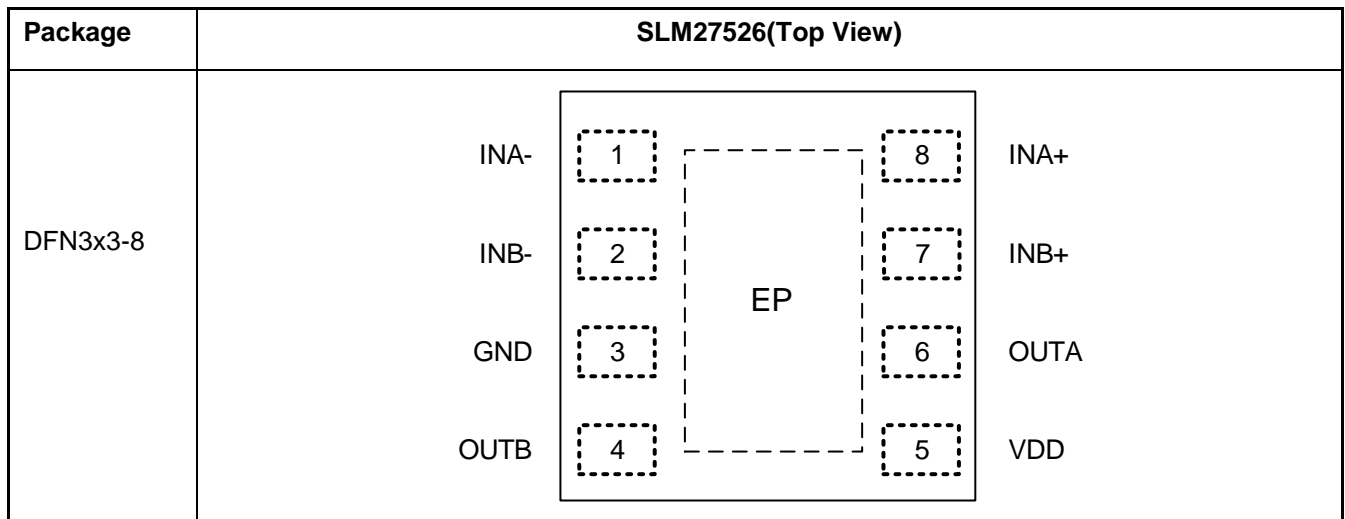 Package SLM27526(Top View)
DFN3x3-8
INA- 1 8 INA+
INB- 2 7 INB+
EP
GND 3 6 OUTA
OUTB 4 5 VDD